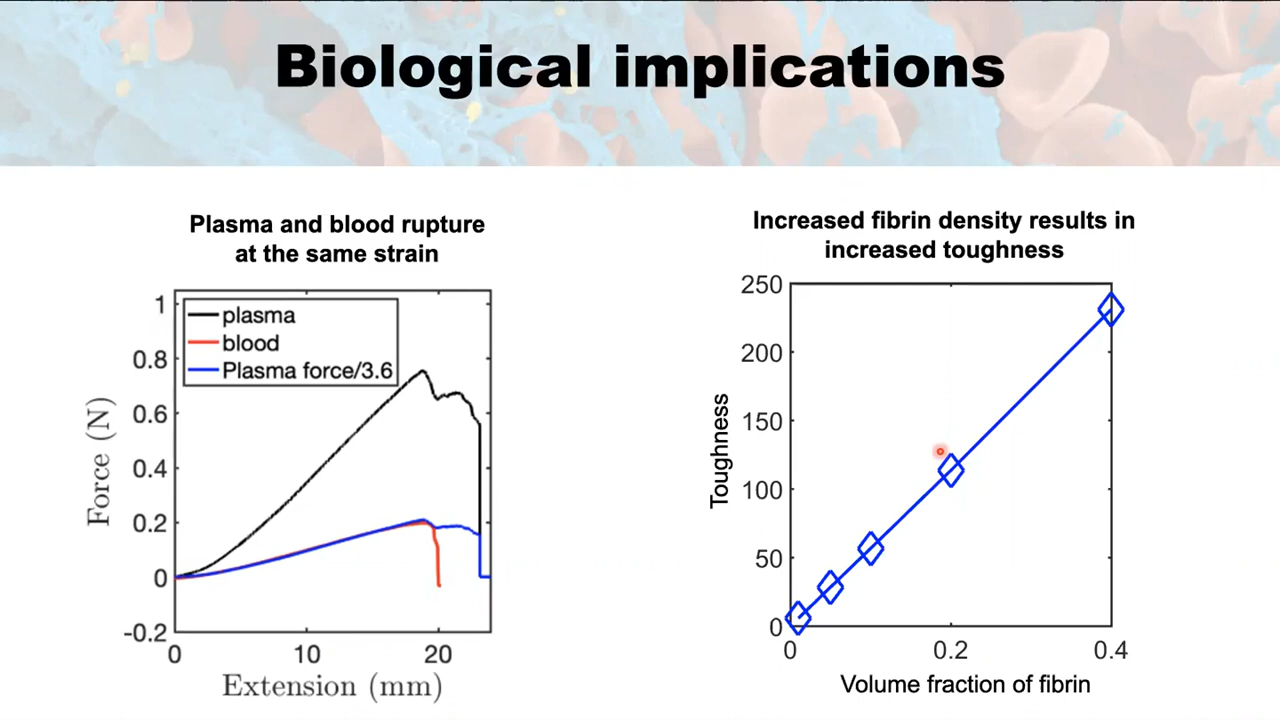 Biological implications
Plasma and blood rupture
at the same strain
plasma
blood
Plasma force/3.6
1
0.8
0.6
0.4
0.2
0
-0.2
Force (N)
0
10
20
Extension (mm)
Increased fibrin density results in
increased toughness
250
200
150
100
50
0
Toughness
0
0.2
0.4
Volume fraction of fibrin